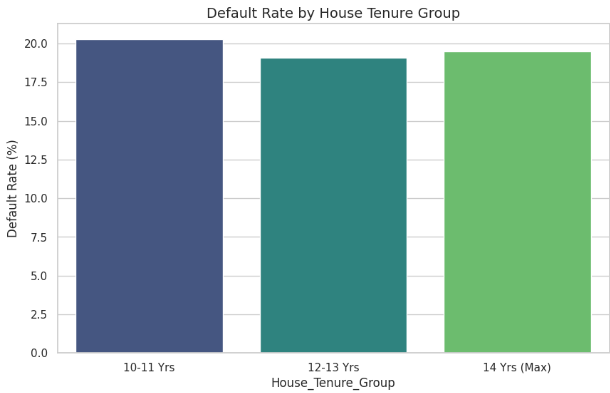 Default Rate by House Tenure Group
Default Rate (%)
20.0
17.5
15.0
12.5
10.0
7.5
5.0
2.5
0.0
10-11 Yrs
12-13 Yrs
14 Yrs (Max)
House_Tenure_Group